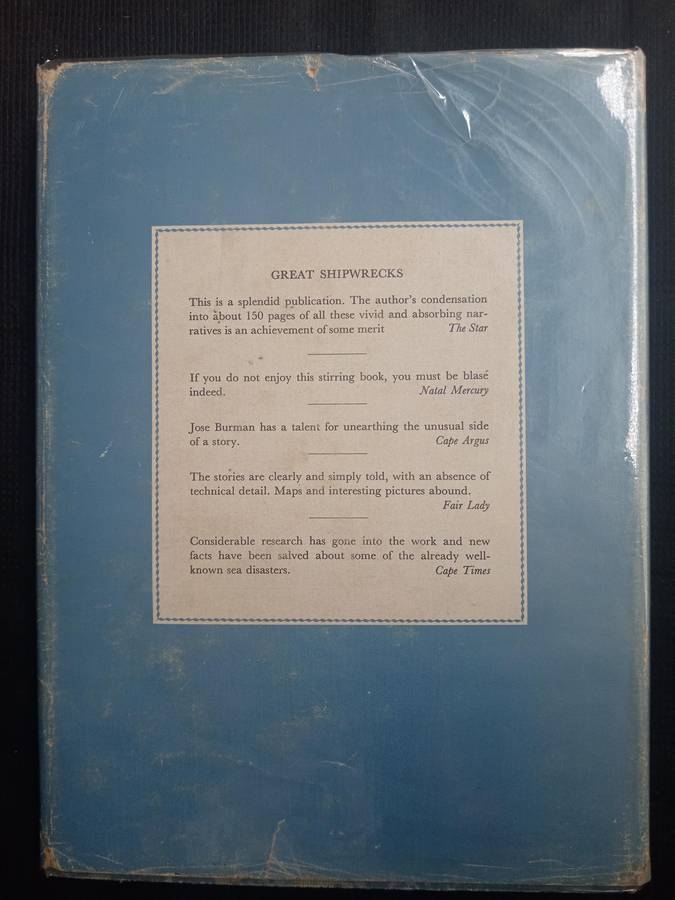 GREAT SHIPWRECKS
This is a splendid publication. The author's condensation
into about 150 pages of all these vivid and absorbing nar-
ratives is an achievement of some merit The Star
If you do not enjoy this stirring book, you must be blasé
indeed. Natal Mercury
Jose Burman has a talent for unearthing the unusual side
of a story. Cape Argus
The stories are clearly and simply told, with an absence of
technical detail. Maps and interesting pictures abound.
Fair Lady
Considerable research has gone into the work and new
facts have been salved about some of the already well-
known sea disasters. Cape Times